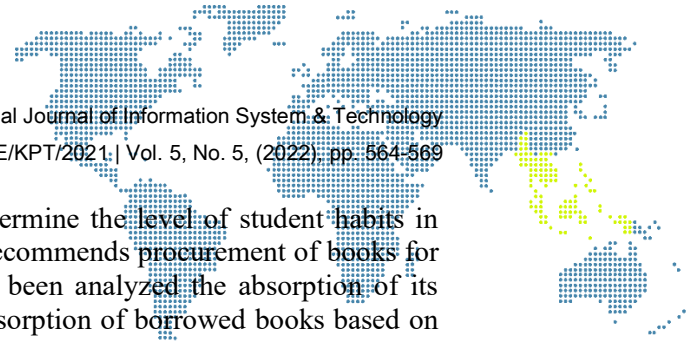 al Journal of Information System & Technology
E/KPT/2021 | Vol. 5, No. 5, (2022), pp. 564-569
ermine the level of student habits in
ecommends procurement of books for
been analyzed the absorption of its
sorption of borrowed books based on